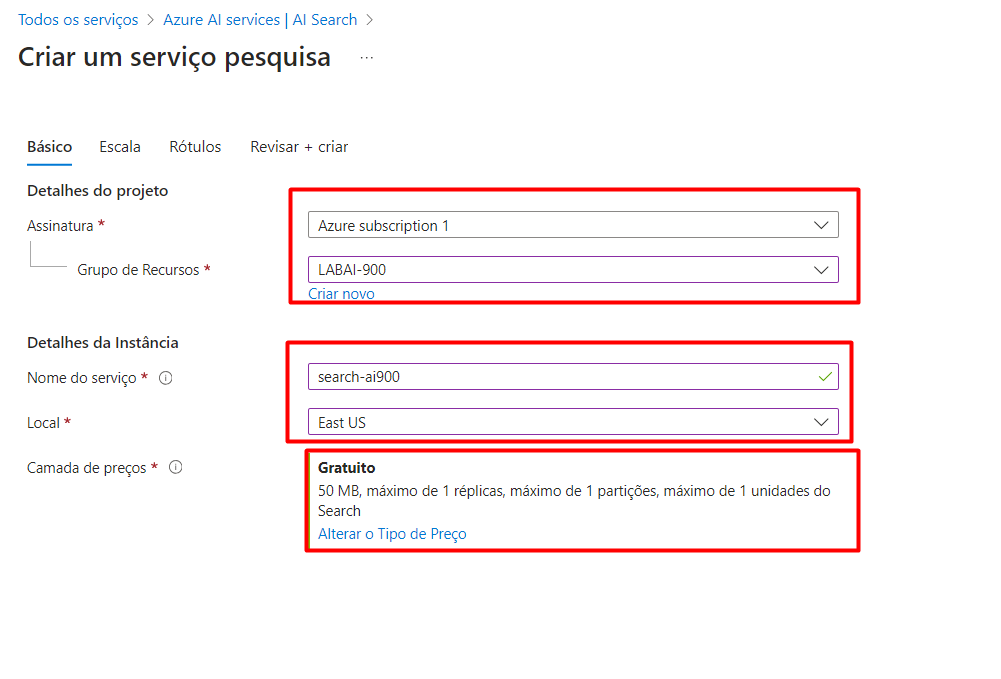 Todos os serviços > Azure AI services | AI Search >
Criar um serviço pesquisa ...
Básico Escala Rótulos Revisar + criar
Detalhes do projeto
Assinatura * Azure subscription 1
Grupo de Recursos * LABAI-900
Criar novo
Detalhes da Instância
Nome do serviço * search-ai900
Local * East US
Camada de preços * Gratuito
50 MB, máximo de 1 réplicas, máximo de 1 partições, máximo de 1 unidades do
Search
Alterar o Tipo de Preço